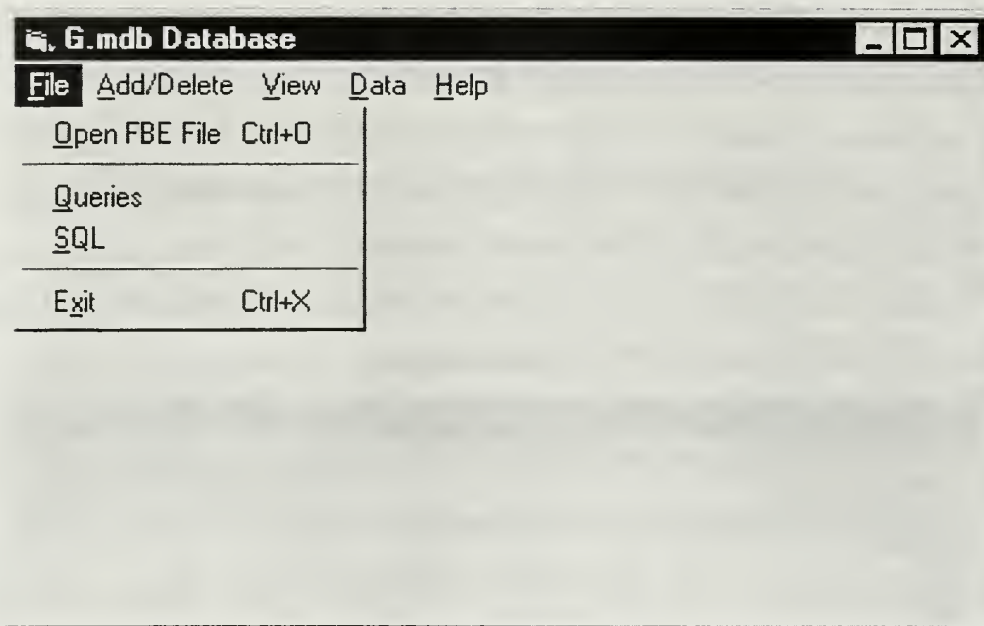 G.mdb Database
File Add/Delete View Data Help
Open FBE File Ctrl+O
Queries
SQL
Exit Ctrl+X